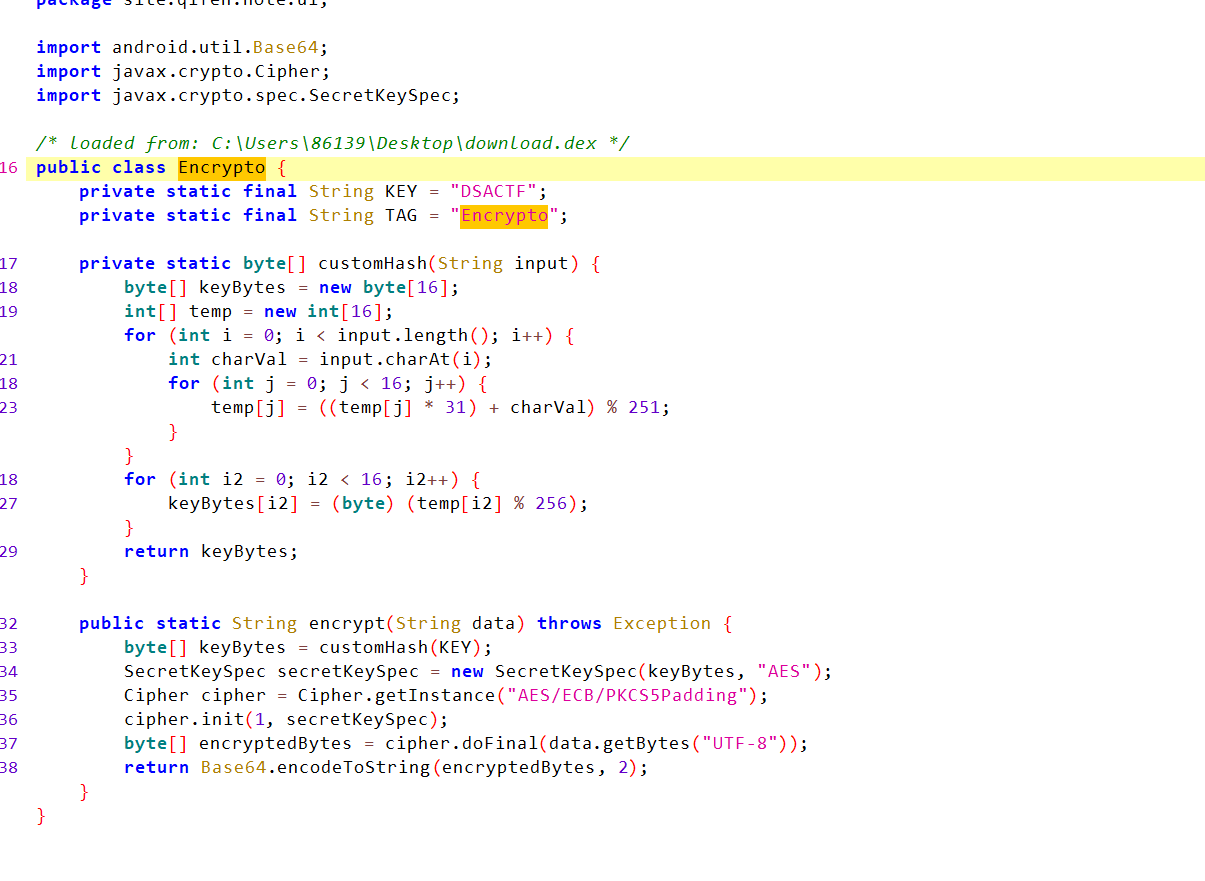 import android.util.Base64;
import javax.crypto.Cipher;
import javax.crypto.spec.SecretKeySpec;
/* loaded from: C:\Users\86139\Desktop\download.dex */
16 public class Encrypto {
private static final String KEY = "DSACTF";
private static final String TAG = "Encrypto";
17 private static byte[] customHash(String input) {
18 byte[] keyBytes = new byte[16];
19 int[] temp = new int[16];
for (int i = 0; i < input.length(); i++) {
21 int charVal = input.charAt(i);
18 for (int j = 0; j < 16; j++) {
23 temp[j] = ((temp[j] * 31) + charVal) % 251;
}
}
18 for (int i2 = 0; i2 < 16; i2++) {
27 keyBytes[i2] = (byte) (temp[i2] % 256);
}
29 return keyBytes;
}
32 public static String encrypt(String data) throws Exception {
33 byte[] keyBytes = customHash(KEY);
34 SecretKeySpec secretKeySpec = new SecretKeySpec(keyBytes, "AES");
35 Cipher cipher = Cipher.getInstance("AES/ECB/PKCS5Padding");
36 cipher.init(1, secretKeySpec);
37 byte[] encryptedBytes = cipher.doFinal(data.getBytes("UTF-8"));
38 return Base64.encodeToString(encryptedBytes, 2);
}
}